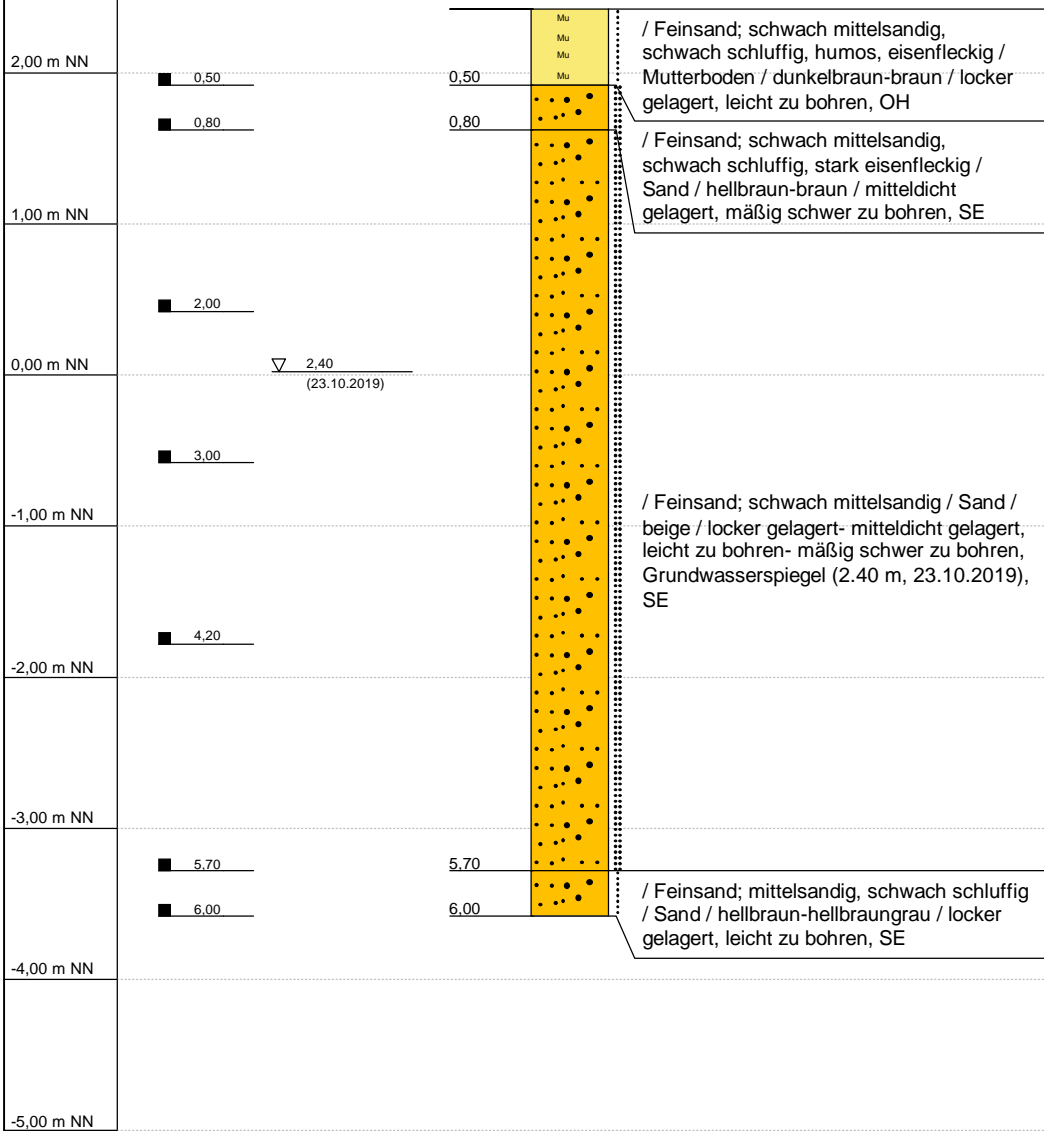 Mu
Mu
Mu
Mu
/ Feinsand; schwach mittelsandig,
schwach schluffig, humos, eisenfleckig /
Mutterboden / dunkelbraun-braun / locker
gelagert, leicht zu bohren, OH
2,00 m NN
0,50
0,50
0,80
0,80
/ Feinsand; schwach mittelsandig,
schwach schluffig, stark eisenfleckig /
Sand / hellbraun-braun / mitteldicht
gelagert, mäßig schwer zu bohren, SE
1,00 m NN
2,00
0,00 m NN
2,40
(23.10.2019)
3,00
-1,00 m NN
/ Feinsand; schwach mittelsandig / Sand /
beige / locker gelagert- mitteldicht gelagert,
leicht zu bohren- mäßig schwer zu bohren,
Grundwasserspiegel (2.40 m, 23.10.2019),
SE
4,20
-2,00 m NN
-3,00 m NN
5,70
5,70
6,00
6,00
/ Feinsand; mittelsandig, schwach schluffig
/ Sand / hellbraun-hellbraungrau / locker
gelagert, leicht zu bohren, SE
-4,00 m NN
-5,00 m NN